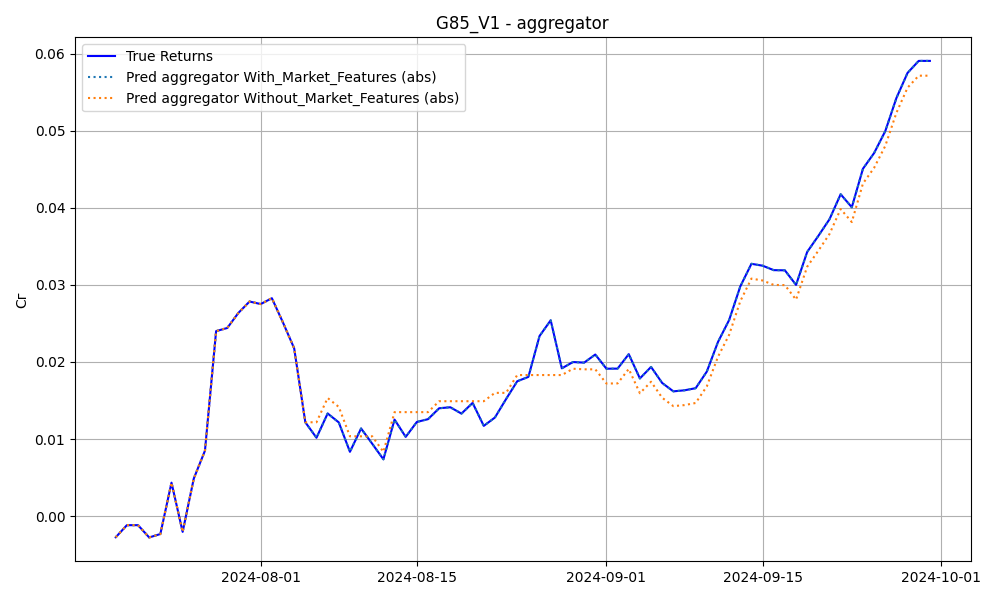 G85_V1 - aggregator
True Returns
Pred aggregator With_Market_Features (abs)
Pred aggregator Without_Market_Features (abs)
0.06
0.05
0.04
0.03
0.02
0.01
0.00
Cr
2024-08-01
2024-08-15
2024-09-01
2024-09-15
2024-10-01